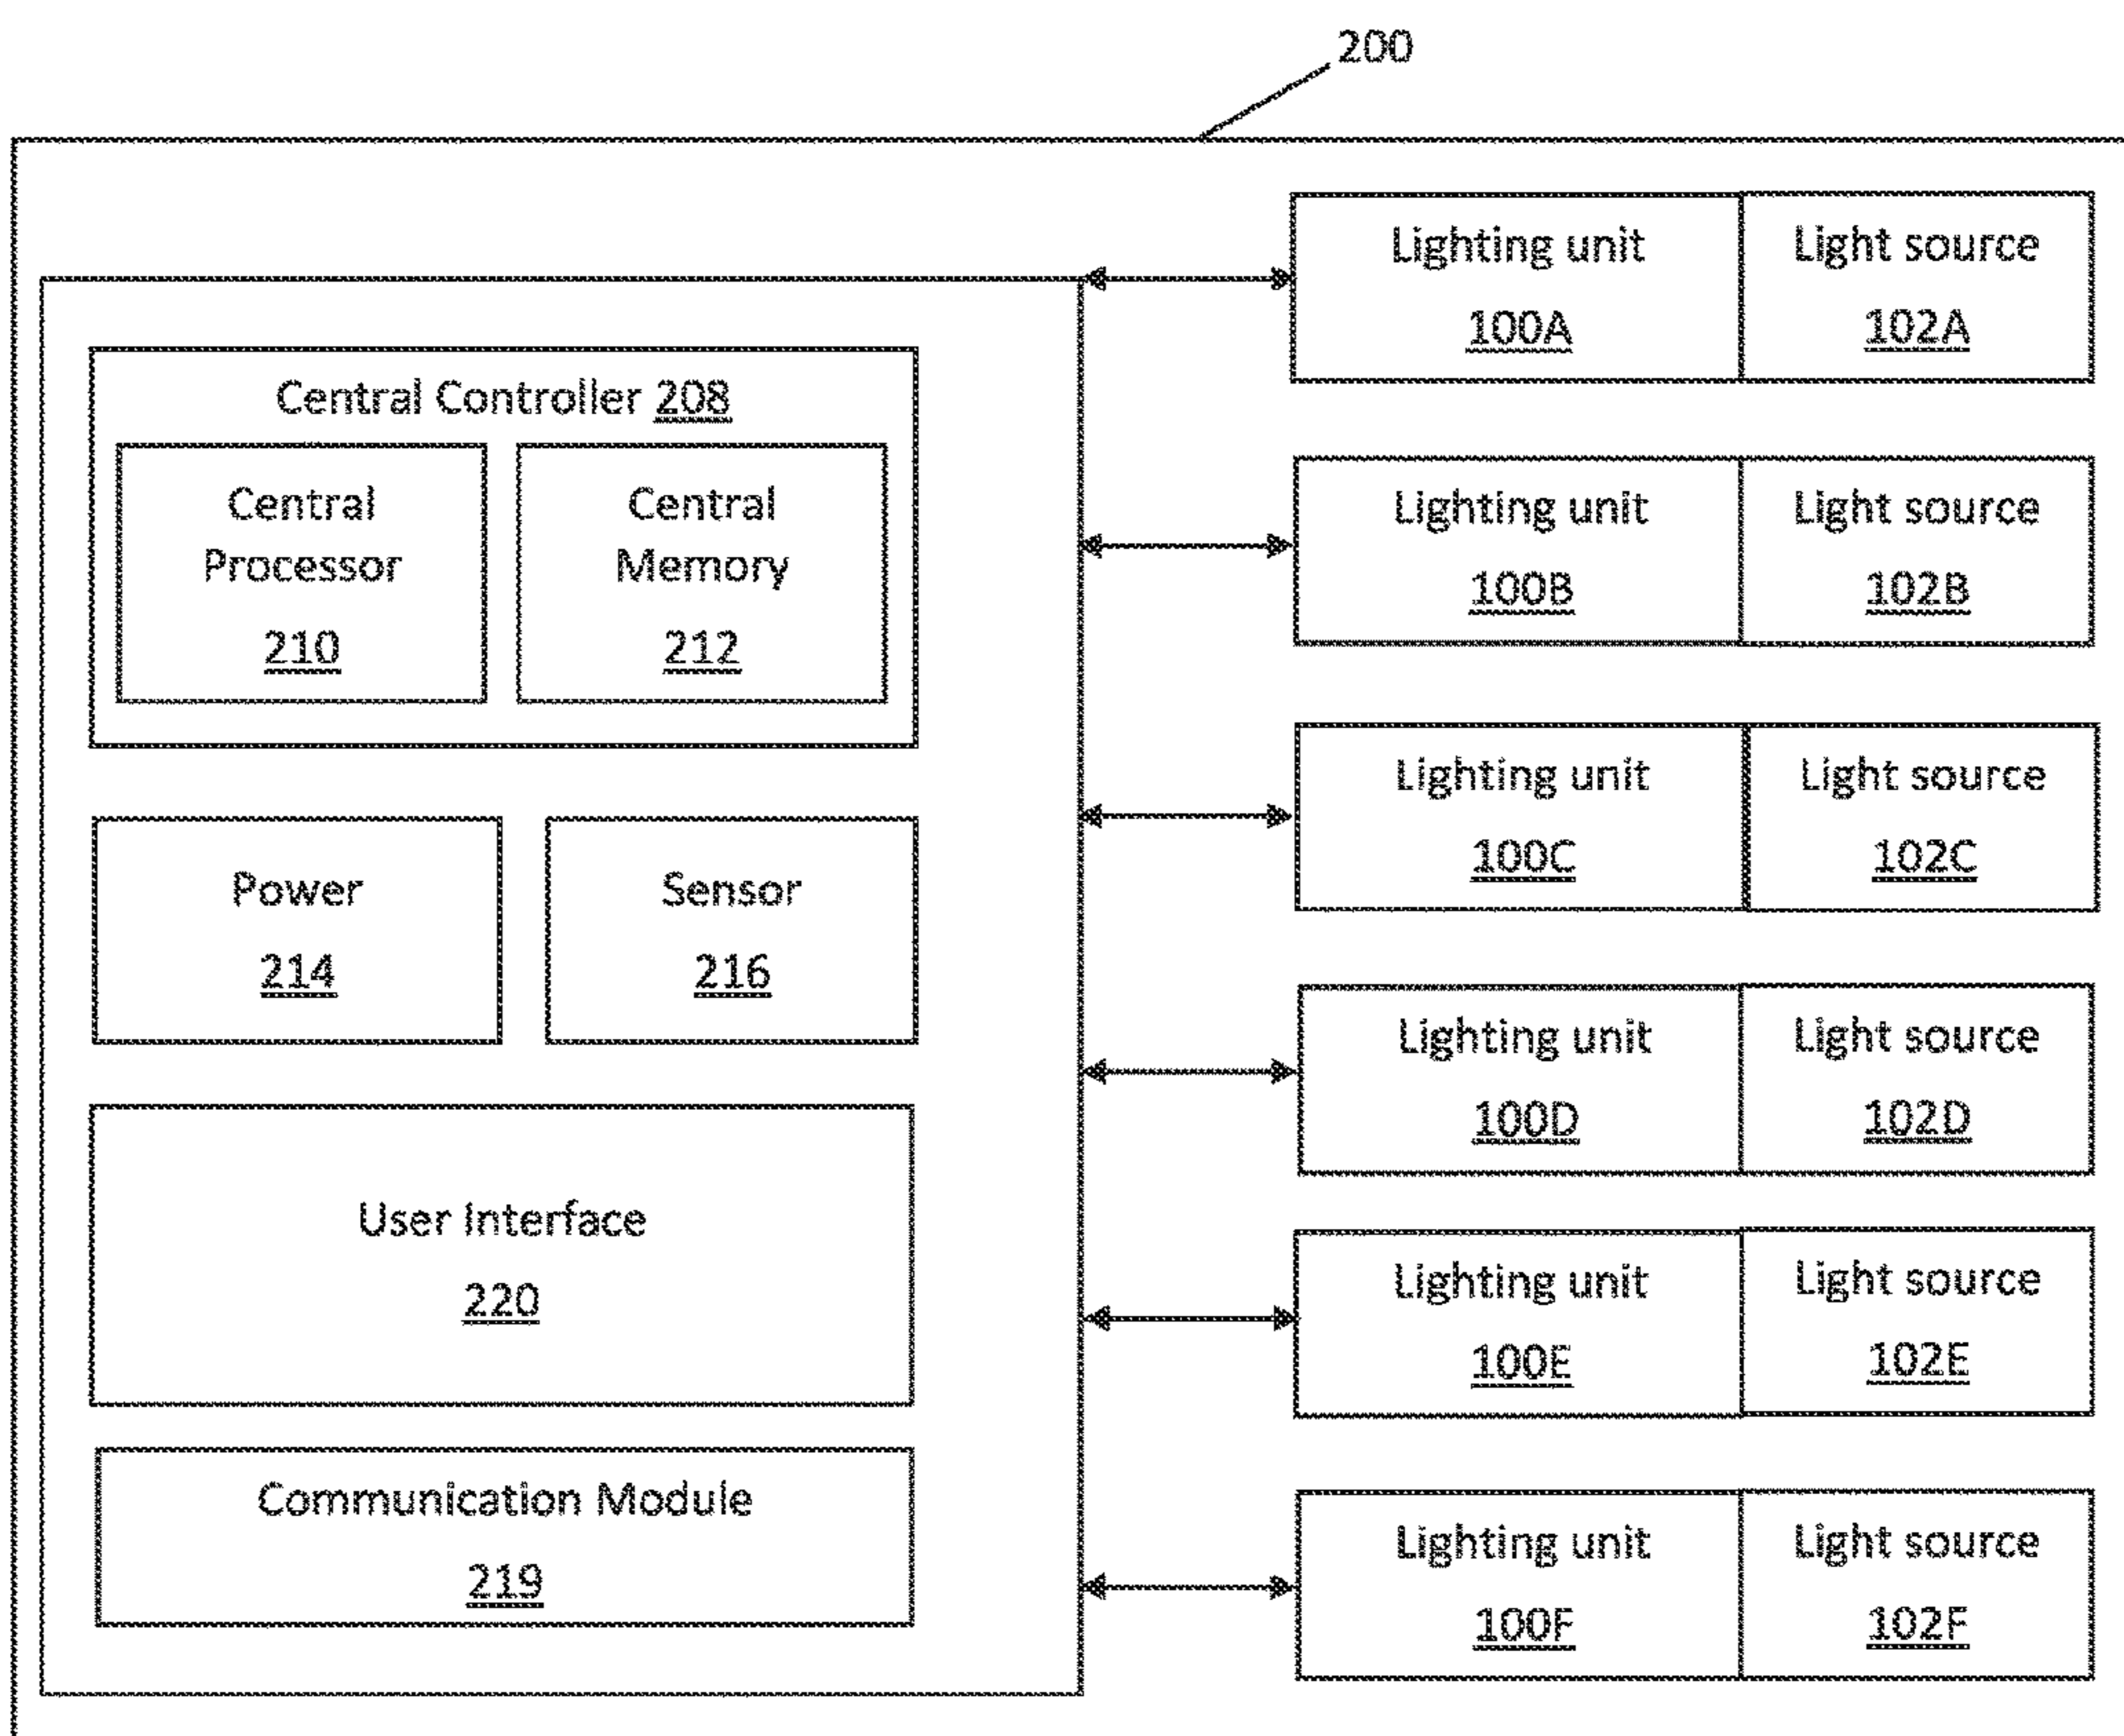 200
Central Controller 208
Central
Processor
210
Central
Memory
212
Power
214
Sensor
216
User Interface
220
Communication Module
219
Lighting unit
100A
Light source
102A
Lighting unit
100B
Light source
102B
Lighting unit
100C
Light source
102C
Lighting unit
100D
Light source
102D
Lighting unit
100E
Light source
102E
Lighting unit
100F
Light source
102F